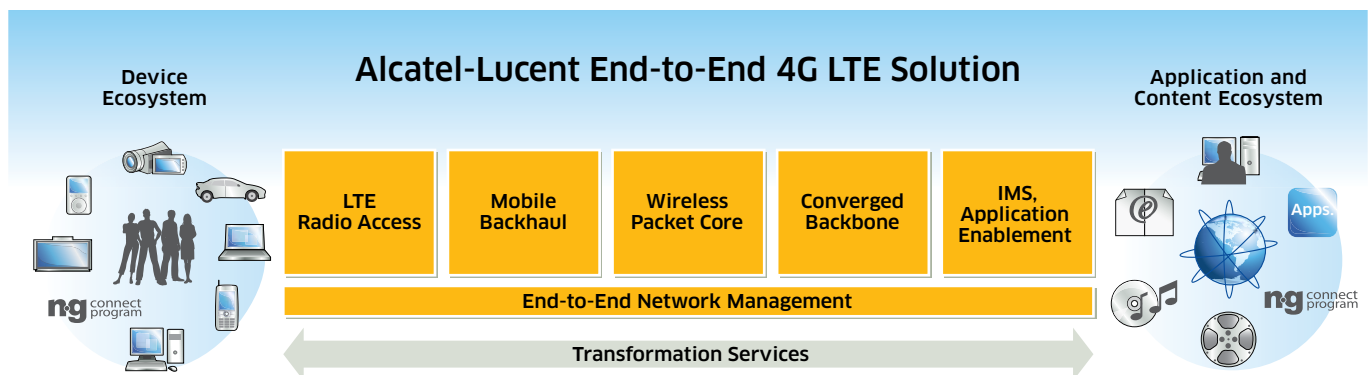 Alcatel-Lucent End-to-End 4G LTE Solution
Device
Ecosystem
n·g connect
program
LTE
Radio Access
Mobile
Backhaul
Wireless
Packet Core
Converged
Backbone
IMS,
Application
Enablement
End-to-End Network Management
Transformation Services
Application and
Content Ecosystem
Apps.
n·g connect
program